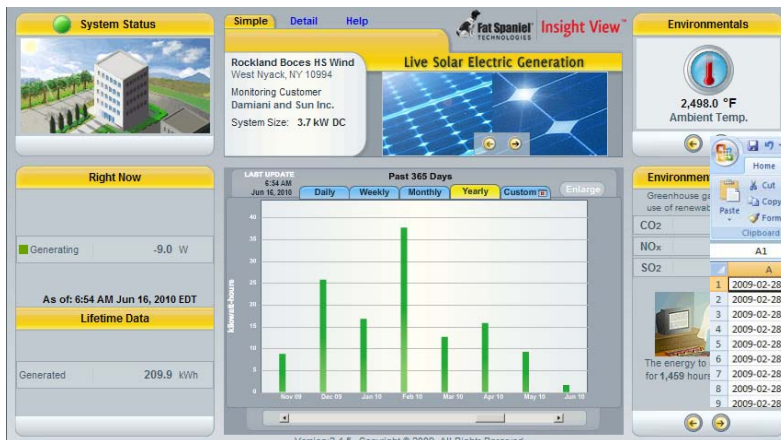 System Status
Simple Detail Help
Fat Spaniel TECHNOLOGIES Insight View™
Rockland Boces HS Wind
West Nyack, NY 10994
Monitoring Customer
Damiani and Sun Inc.
System Size: 3.7 kW DC
Live Solar Electric Generation
Environmentals
2,498.0 °F
Ambient Temp.
Right Now
Generating -9.0 W
As of: 6:54 AM Jun 16, 2010 EDT
Lifetime Data
Generated 209.9 kWh
LAST UPDATE
6:54 AM
Jun 16, 2010
Past 365 Days
Daily Weekly Monthly Yearly Custom
Enlarge
kilowatt-hours
40
35
30
25
20
15
10
5
0
Nov 09 Dec 09 Jan 10 Feb 10 Mar 10 Apr 10 May 10 Jun 10
Environmen
Greenhouse ga
use of renewab
CO2
NOx
SO2
The energy to
for 1,459 hours
Home
Cut
Copy
Form
Paste
Clipboard
A1
A
1 2009-02-28
2 2009-02-28
3 2009-02-28
4 2009-02-28
5 2009-02-28
6 2009-02-28
7 2009-02-28
8 2009-02-28
9 2009-02-28